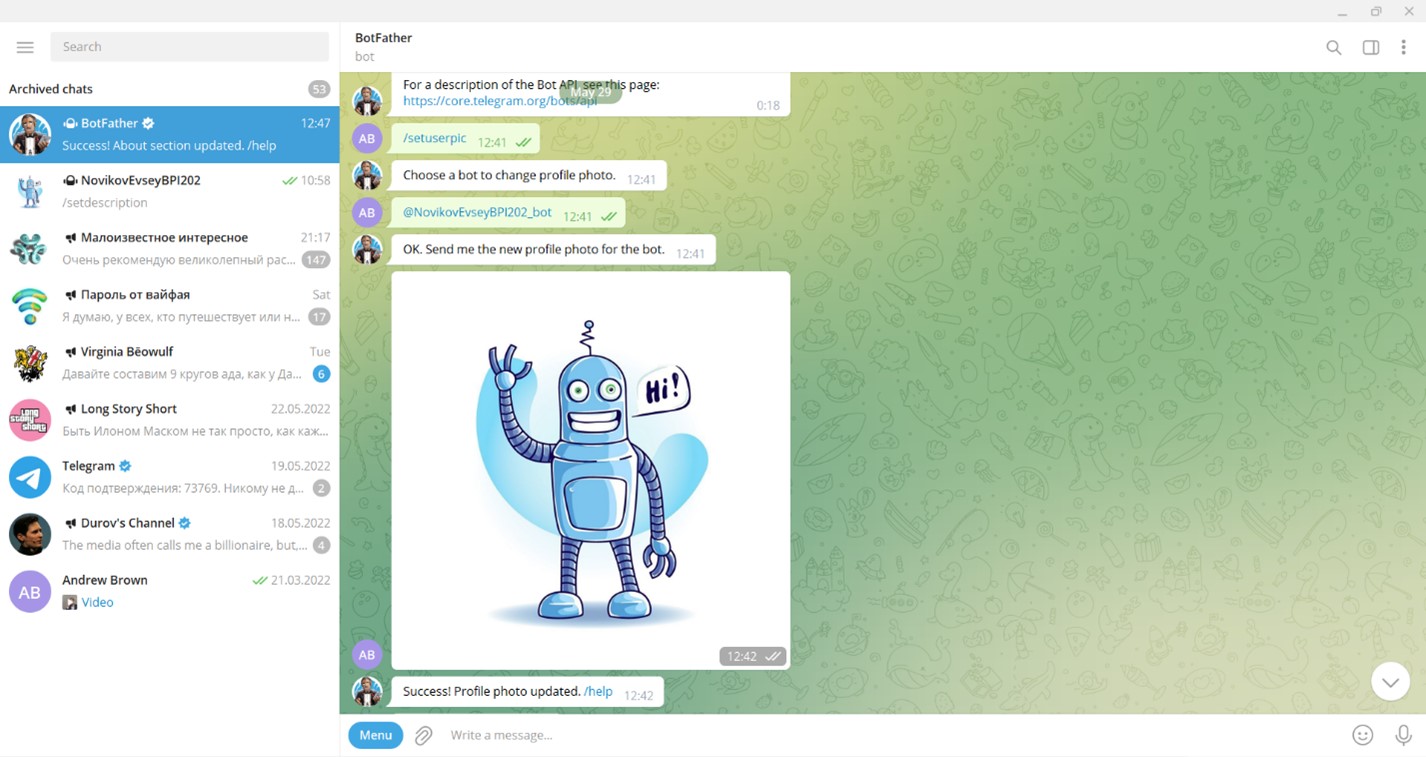 Search
Archived chats
53
BotFather
12:47
Success! About section updated. /help
NovikovEvseyBPI202
10:58
/setdescription
Малоизвестное интересное
21:17
Очень рекомендую великолепный рас...
147
Пароль от вайфая
Sat
Я думаю, у всех, кто путешествует или н...
17
Virginia Bēowulf
Tue
Давайте составим 9 кругов ада, как у Да...
6
LONG
STORY
SHORT
Long Story Short
22.05.2022
Быть Илоном Маском не так просто, как каж...
Telegram
19.05.2022
Код подтверждения: 73769. Никому не д...
2
Durov's Channel
18.05.2022
The media often calls me a billionaire, but,...
4
AB
Andrew Brown
21.03.2022
Video
BotFather
bot
For a description of the Bot API, see this page:
May 29
https://core.telegram.org/bots/api
0:18
AB
/setuserpic
12:41
Choose a bot to change profile photo.
12:41
AB
@NovikovEvseyBPI202_bot
12:41
OK. Send me the new profile photo for the bot.
12:41
Hi!
AB
12:42
Success! Profile photo updated. /help
12:42
Menu
Write a message...